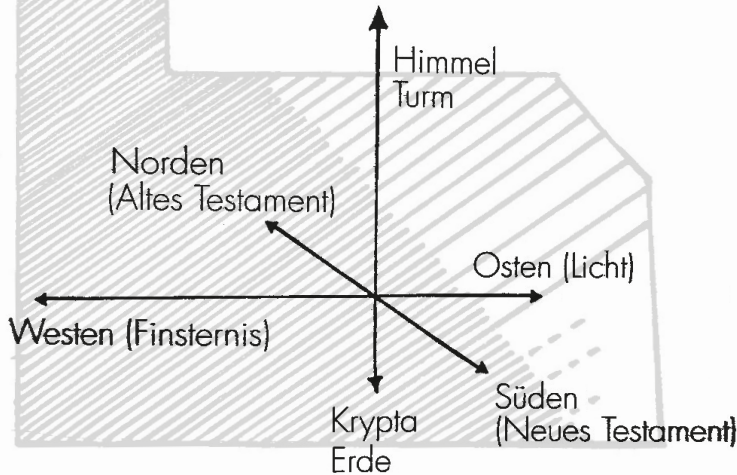 Himmel
Turm
Norden
(Altes Testament)
Osten (Licht)
Westen (Finsternis)
Süden
(Neues Testament)
Krypta
Erde